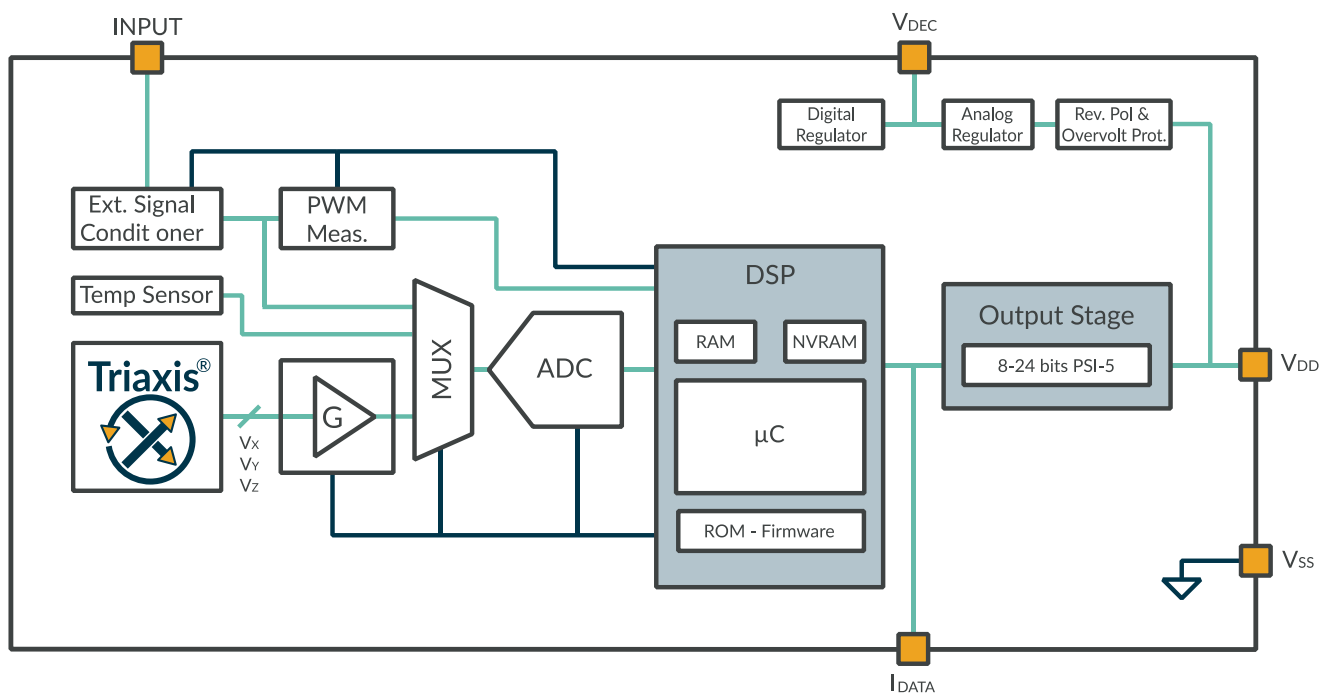 INPUT
VDEC
Digital
Regulator
Analog
Regulator
Rev. Pol &
Overvolt Prot.
Ext. Signal
Condit oner
PWM
Meas.
Temp Sensor
Triaxis®
VX
VY
VZ
G
MUX
ADC
DSP
RAM
NVRAM
µC
ROM - Firmware
Output Stage
8-24 bits PSI-5
VDD
VSS
IDATA